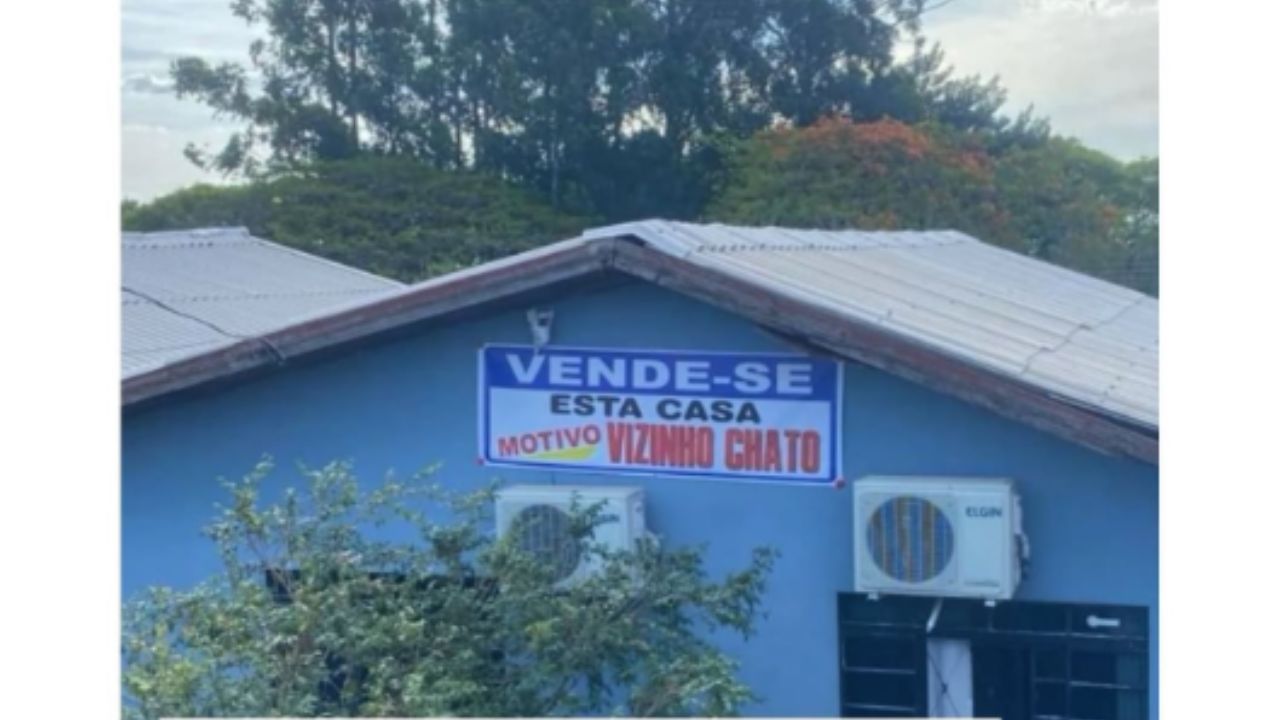 VENDE-SE
ESTA CASA
MOTIVO VIZINHO CHATO
ELGIN